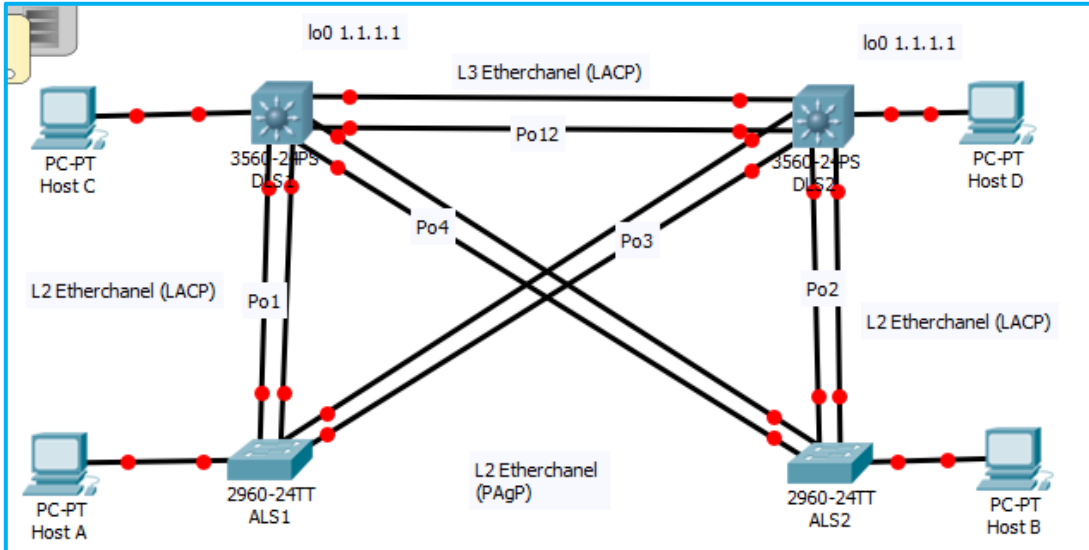 lo0 1.1.1.1
lo0 1.1.1.1
L3 Etherchanel (LACP)
Po12
PC-PT
Host C
3560-24PS
DLS1
3560-24PS
DLS2
PC-PT
Host D
Po4
Po3
L2 Etherchanel (LACP)
Po1
Po2
L2 Etherchanel (LACP)
L2 Etherchanel
(PAgP)
PC-PT
Host A
2960-24TT
ALS1
2960-24TT
ALS2
PC-PT
Host B